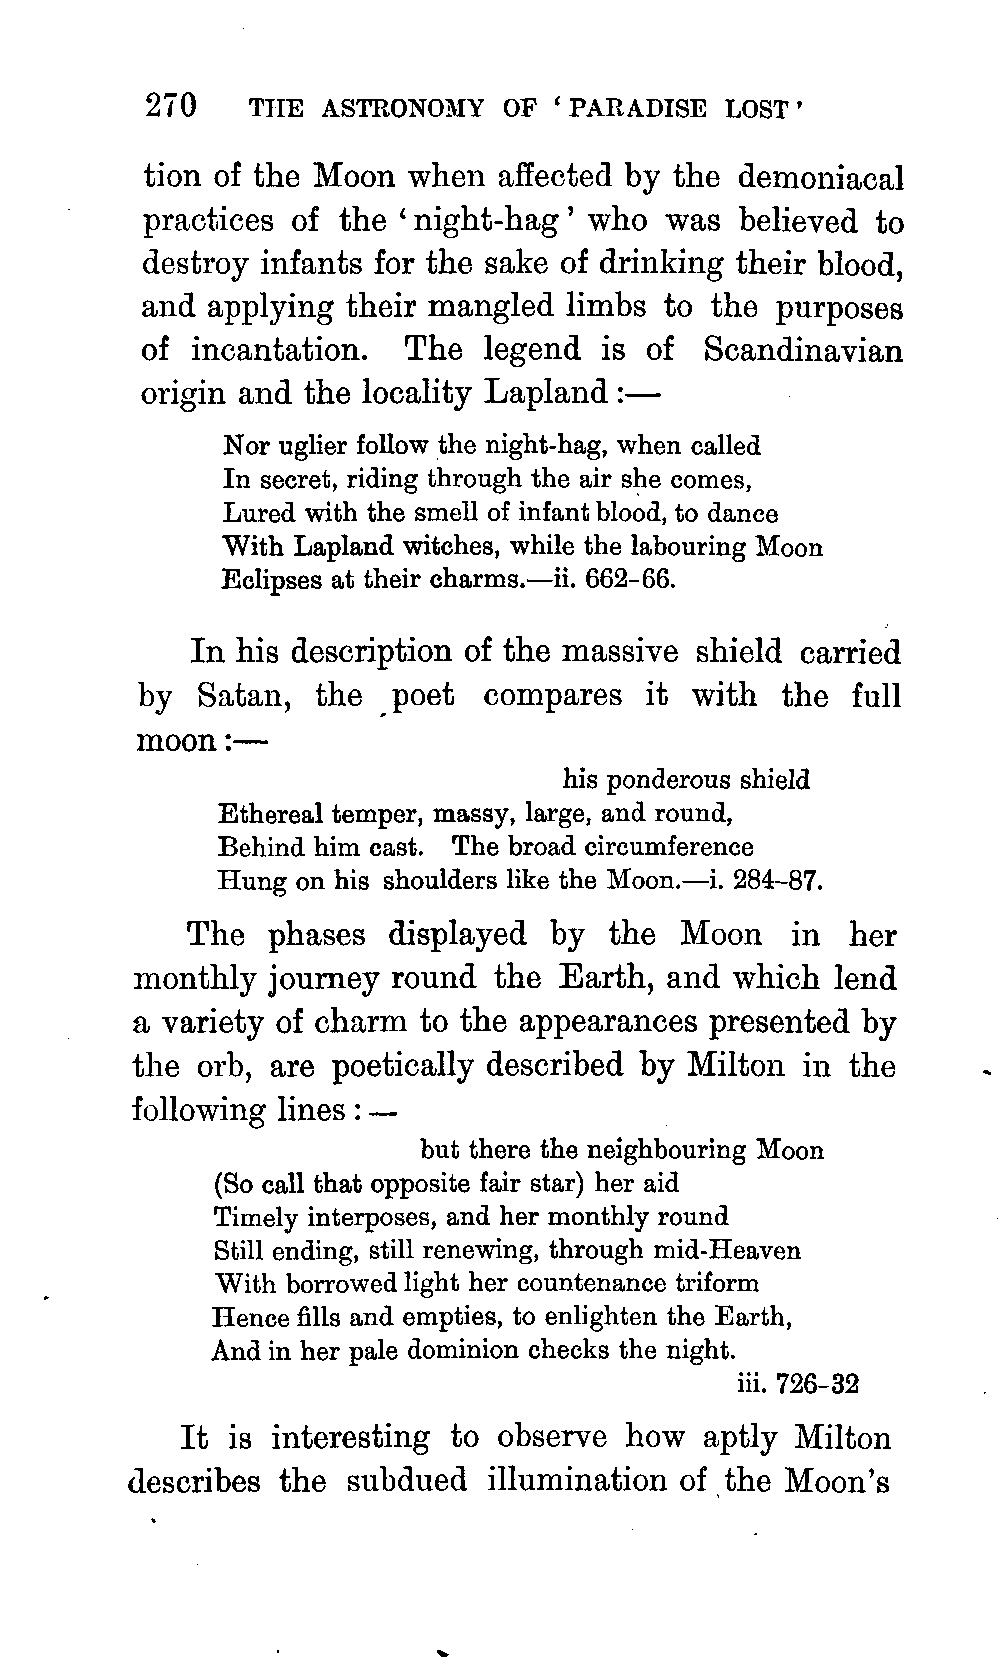 270 THE ASTRONOMY OF ‘ PARADISE LOST ’
tion of the Moon when affected by the demoniacal
practices of the ‘ night-hag ’ who was believed to
destroy infants for the sake of drinking their blood,
and applying their mangled limbs to the purposes
of incantation. The legend is of Scandinavian
origin and the locality Lapland :—
Nor uglier follow the night-hag, when called
In secret, riding through the air she comes,
Lured with the smell of infant blood, to dance
With Lapland witches, while the labouring Moon
Eclipses at their charms.—ii. 662-66.
In his description of the massive shield carried
by Satan, the poet compares it with the full
moon :—
his ponderous shield
Ethereal temper, massy, large, and round,
Behind him cast. The broad circumference
Hung on his shoulders like the Moon.—i. 284-87.
The phases displayed by the Moon in her
monthly journey round the Earth, and which lend
a variety of charm to the appearances presented by
the orb, are poetically described by Milton in the
following lines :—
but there the neighbouring Moon
(So call that opposite fair star) her aid
Timely interposes, and her monthly round
Still ending, still renewing, through mid-Heaven
With borrowed light her countenance triform
Hence fills and empties, to enlighten the Earth,
And in her pale dominion checks the night.
iii. 726-32
It is interesting to observe how aptly Milton
describes the subdued illumination of the Moon’s